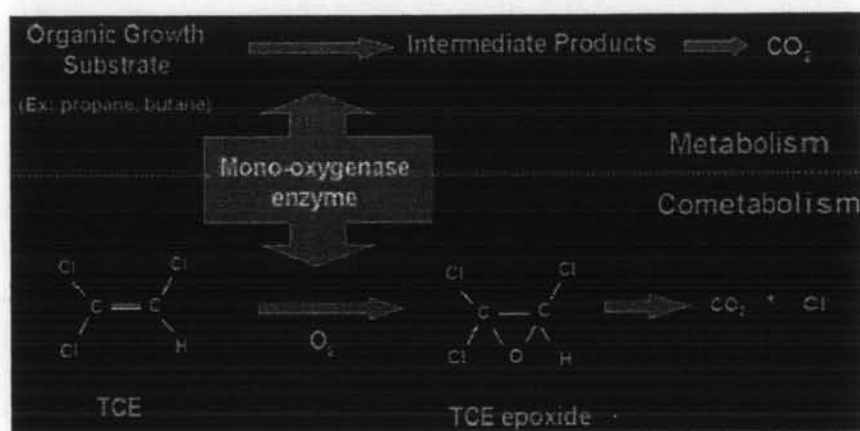 Organic Growth
Substrate
Intermediate Products
CO₂
(Ex: propane, butane)
Metabolism
Mono-oxygenase
enzyme
Cometabolism
Cl
Cl
C
C
Cl
H
O₂
Cl
Cl
C
C
Cl
O
H
CO₂ + Cl
TCE
TCE epoxide